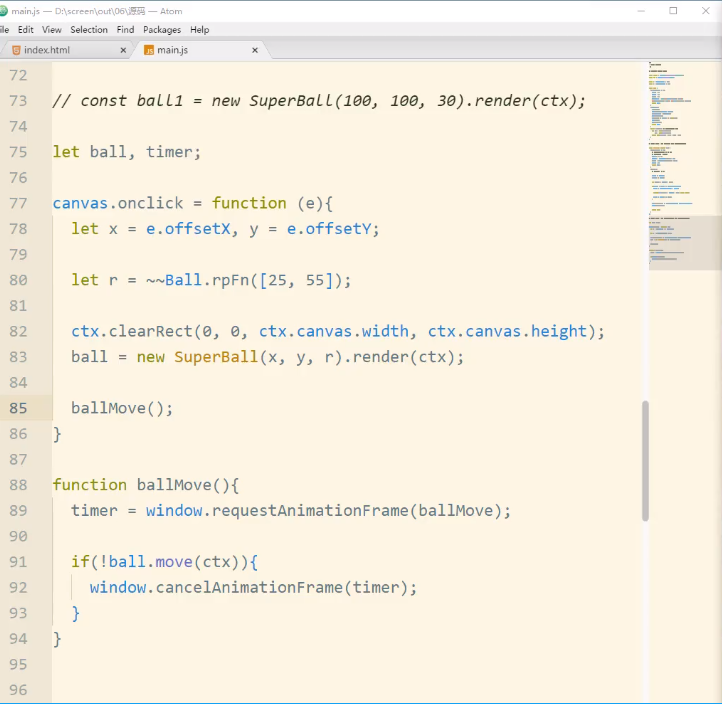 main.js — D:\screen\out\06\源码 — Atom
ile Edit View Selection Find Packages Help
index.html × JS main.js ×
72
73 // const ball1 = new SuperBall(100, 100, 30).render(ctx);
74
75 let ball, timer;
76
77 canvas.onclick = function (e){
78 let x = e.offsetX, y = e.offsetY;
79
80 let r = ~~Ball.rpFn([25, 55]);
81
82 ctx.clearRect(0, 0, ctx.canvas.width, ctx.canvas.height);
83 ball = new SuperBall(x, y, r).render(ctx);
84
85 ballMove();
86 }
87
88 function ballMove(){
89 timer = window.requestAnimationFrame(ballMove);
90
91 if(!ball.move(ctx)){
92 window.cancelAnimationFrame(timer);
93 }
94 }
95
96